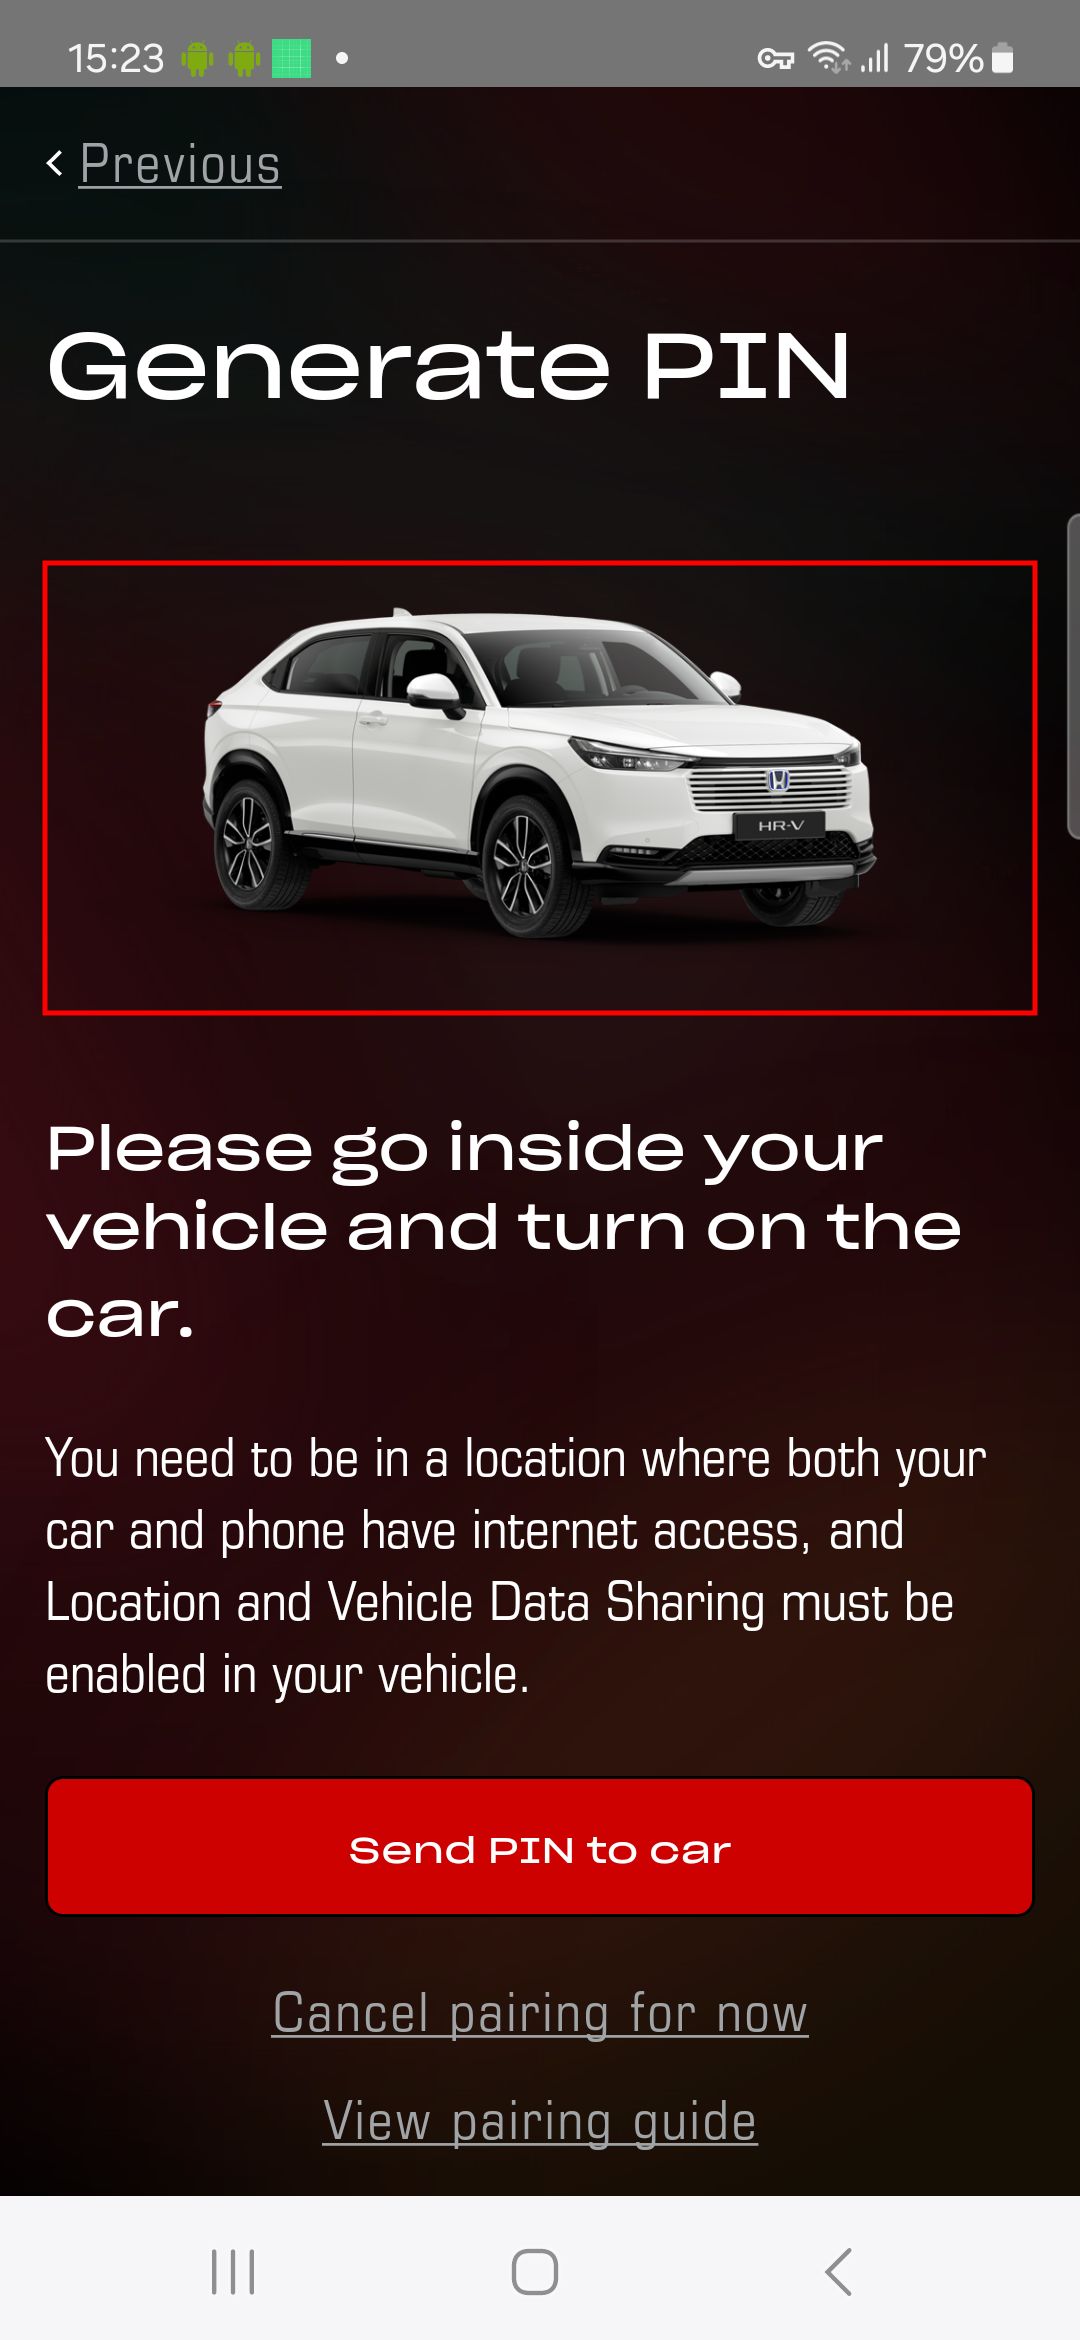 15:23
79%
Previous
Generate PIN
HR-V
Please go inside your
vehicle and turn on the
car.
You need to be in a location where both your
car and phone have internet access, and
Location and Vehicle Data Sharing must be
enabled in your vehicle.
Send PIN to car
Cancel pairing for now
View pairing guide